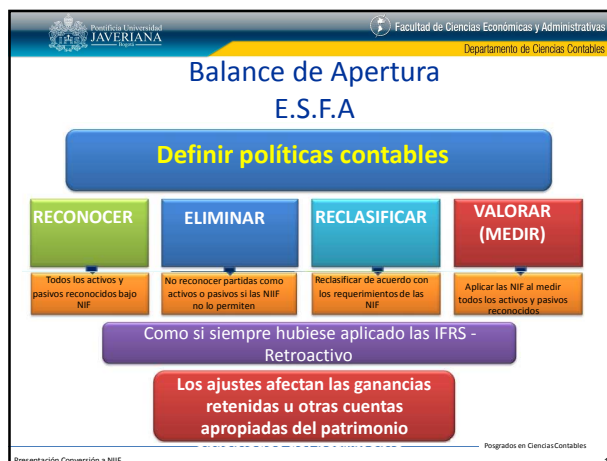 Pontificia Universidad
JAVERIANA
Bogotá
Facultad de Ciencias Económicas y Administrativas
Departamento de Ciencias Contables
Balance de Apertura
E.S.F.A
Definir políticas contables
RECONOCER
ELIMINAR
RECLASIFICAR
VALORAR
(MEDIR)
Todos los activos y
pasivos reconocidos bajo
NIF
No reconocer partidas como
activos o pasivos si las NIIF
no lo permiten
Reclasificar de acuerdo con
los requerimientos de las
NIF
Aplicar las NIF al medir
todos los activos y pasivos
reconocidos
Como si siempre hubiese aplicado las IFRS -
Retroactivo
Los ajustes afectan las ganancias
retenidas u otras cuentas
apropiadas del patrimonio
Posgrados en Ciencias Contables
Presentación Conversión a NIIF